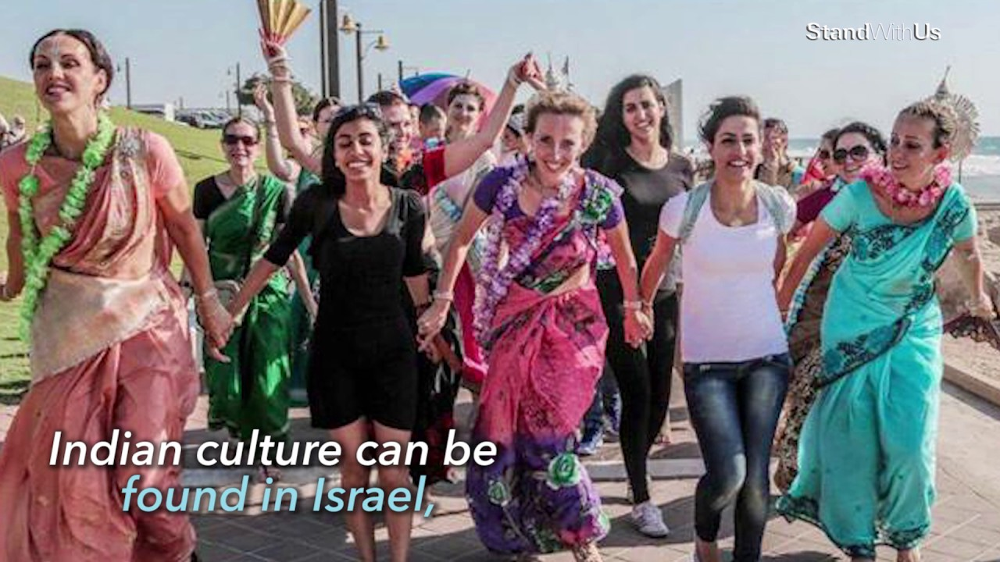 StandWithUs
Indian culture can be
found in Israel,